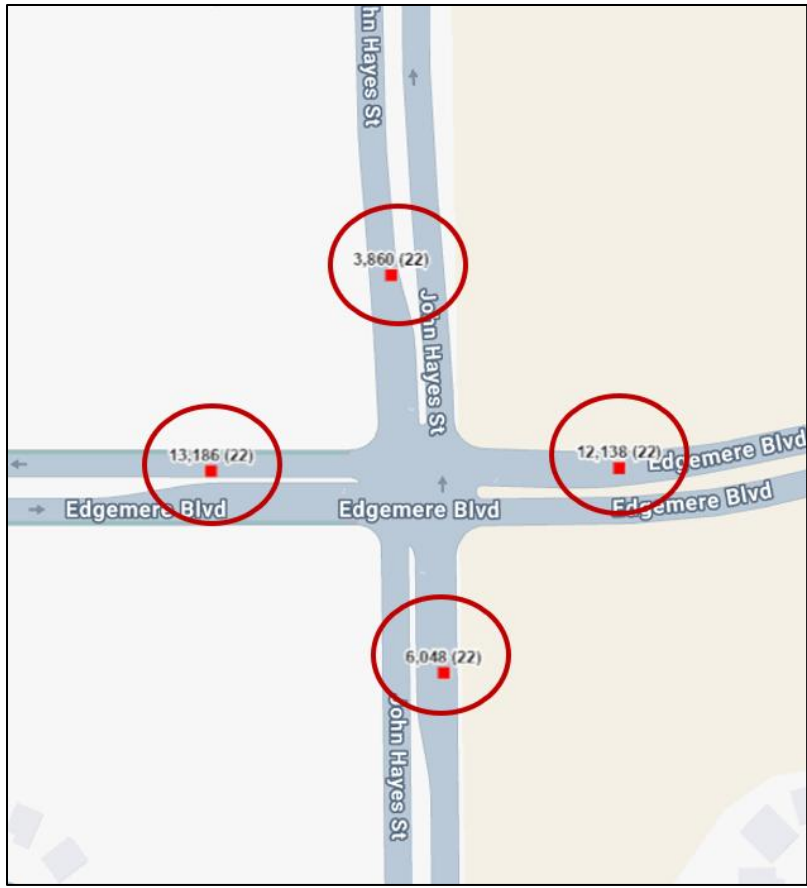 hn Hayes St
3,860 (22)
John Hayes St
13,186 (22)
12,138 (22)
Edgemere Blvd
Edgemere Blvd
Edgemere Blvd
Edgemere Blvd
6,048 (22)
John Hayes St